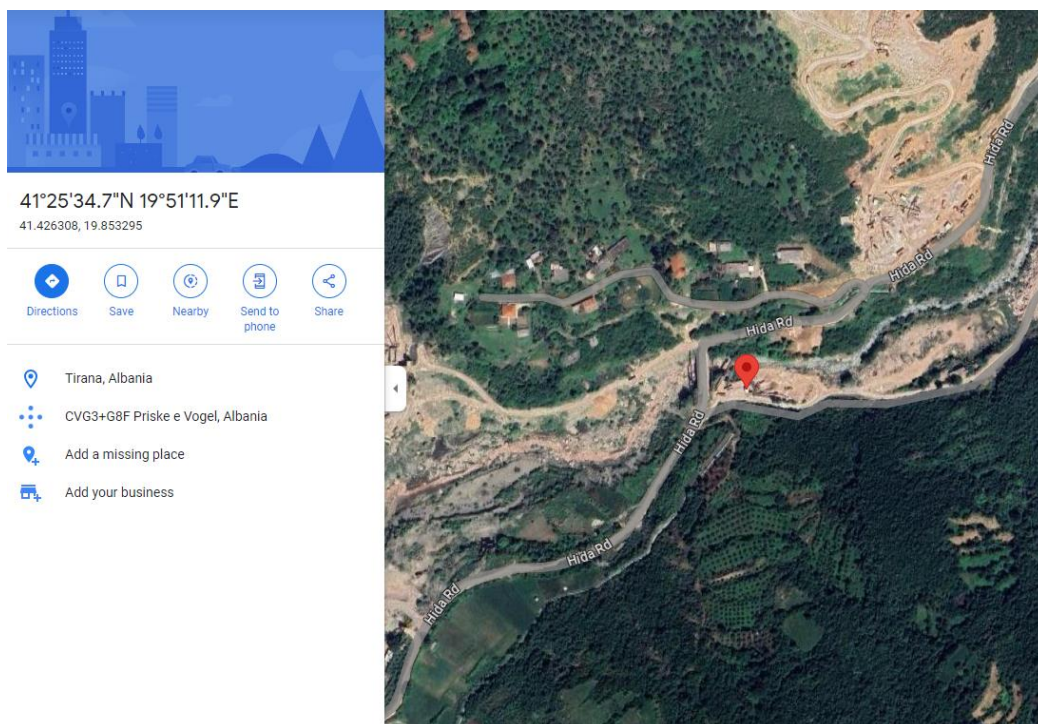 41°25'34.7"N 19°51'11.9"E
41.426308, 19.853295
Directions
Save
Nearby
Send to
phone
Share
Tirana, Albania
CVG3+G8F Priske e Vogel, Albania
Add a missing place
Add your business
Hida Rd
Hida Rd
Hida Rd
Hida Rd
Hida Rd
Hida Rd